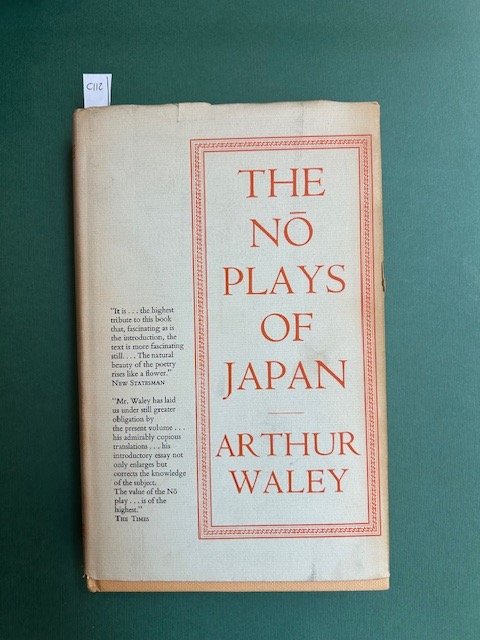 C112
THE
NŌ
PLAYS
OF
JAPAN
ARTHUR
WALEY
"It is . . . the highest
tribute to this book
that, fascinating as is
the introduction, the
text is more fascinating
still. . . . The natural
beauty of the poetry
rises like a flower."
NEW STATESMAN
"Mr. Waley has laid
us under still greater
obligation by
the present volume . . .
his admirably copious
translations . . . his
introductory essay not
only enlarges but
corrects the knowledge
of the subject.
The value of the Nō
play . . . is of the
highest."
THE TIMES